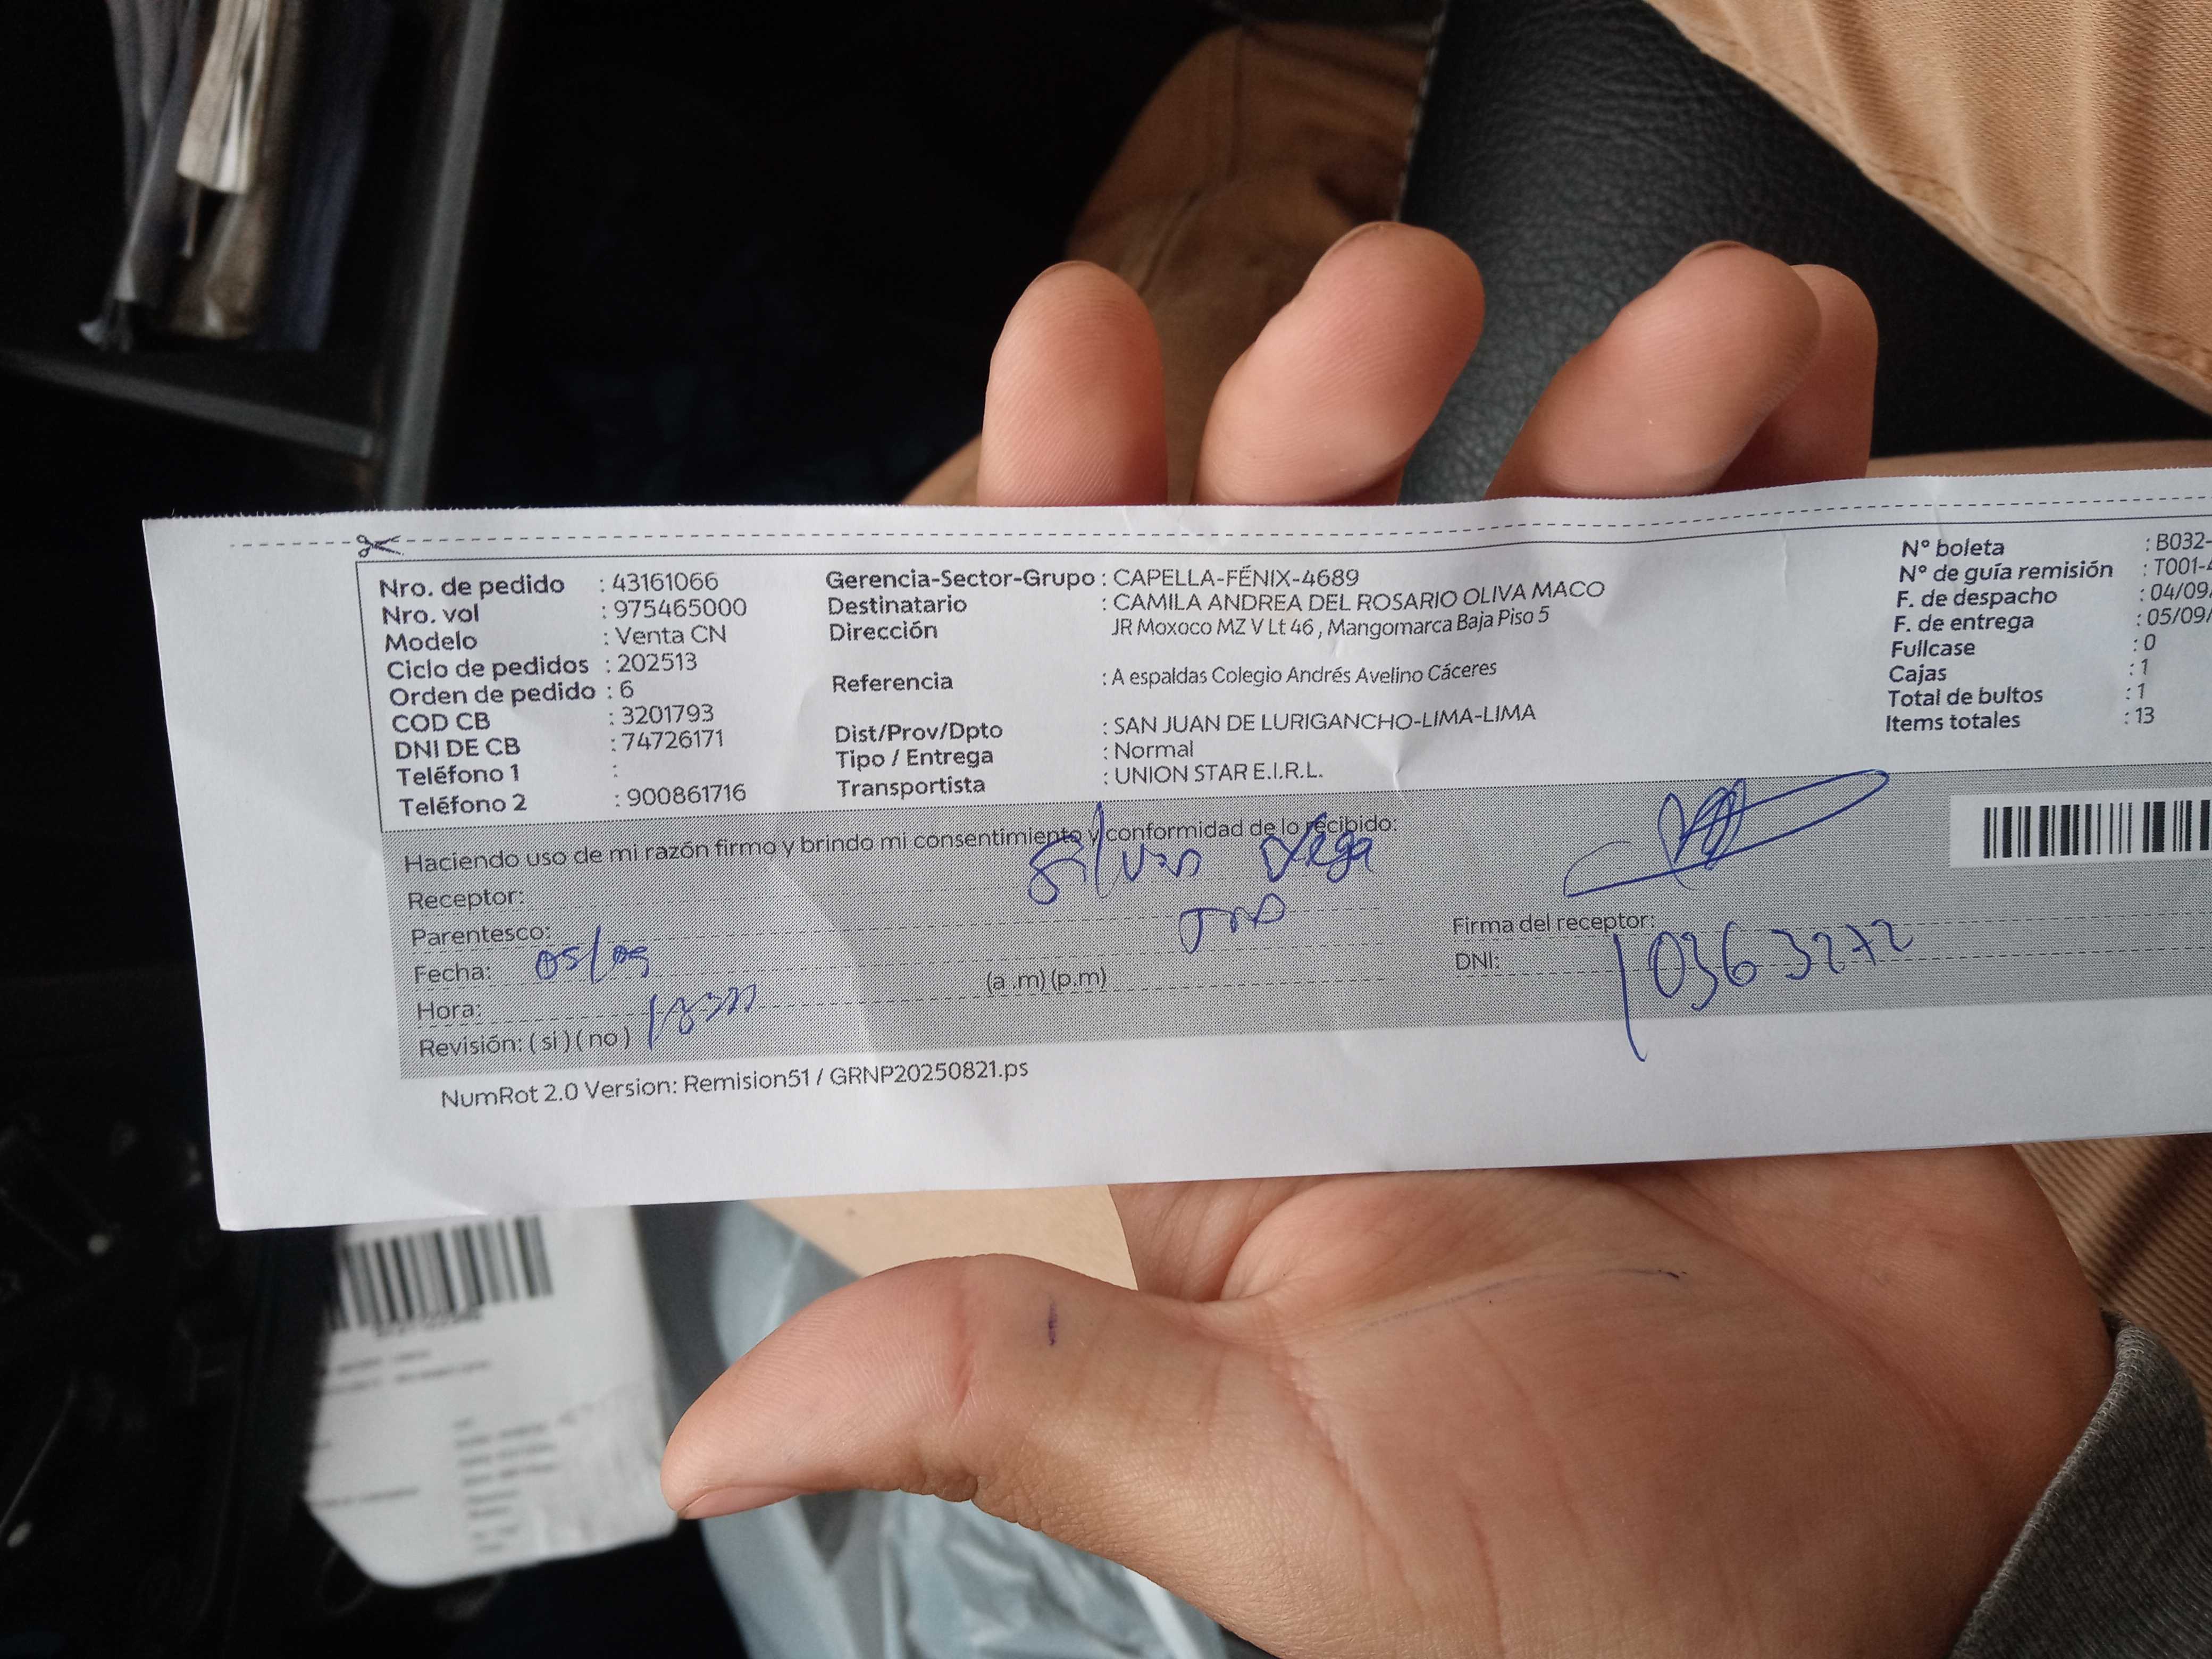 Nro. de pedido : 43161066
Nro. vol : 975465000
Modelo : Venta CN
Ciclo de pedidos : 202513
Orden de pedido : 6
COD CB : 3201793
DNI DE CB : 74726171
Teléfono 1 :
Teléfono 2 : 900861716
Gerencia-Sector-Grupo : CAPELLA-FÉNIX-4689
Destinatario : CAMILA ANDREA DEL ROSARIO OLIVA MACO
Dirección JR Moxoco MZ V Lt 46 , Mangomarca Baja Piso 5
Referencia : A espaldas Colegio Andrés Avelino Cáceres
Dist/Prov/Dpto : SAN JUAN DE LURIGANCHO-LIMA-LIMA
Tipo / Entrega : Normal
Transportista : UNION STAR E.I.R.L.
N° boleta : B032-
N° de guía remisión : T001-4
F. de despacho : 04/09/
F. de entrega : 05/09/
Fullcase : 0
Cajas : 1
Total de bultos : 1
Items totales : 13
Haciendo uso de mi razón firmo y brindo mi consentimiento y conformidad de lo recibido:
Receptor:
Parentesco:
Fecha: 05/09
Hora: (a .m) (p.m)
Revisión: ( si ) ( no )
Firma del receptor:
DNI: 10363272
NumRot 2.0 Version: Remision51 / GRNP20250821.ps